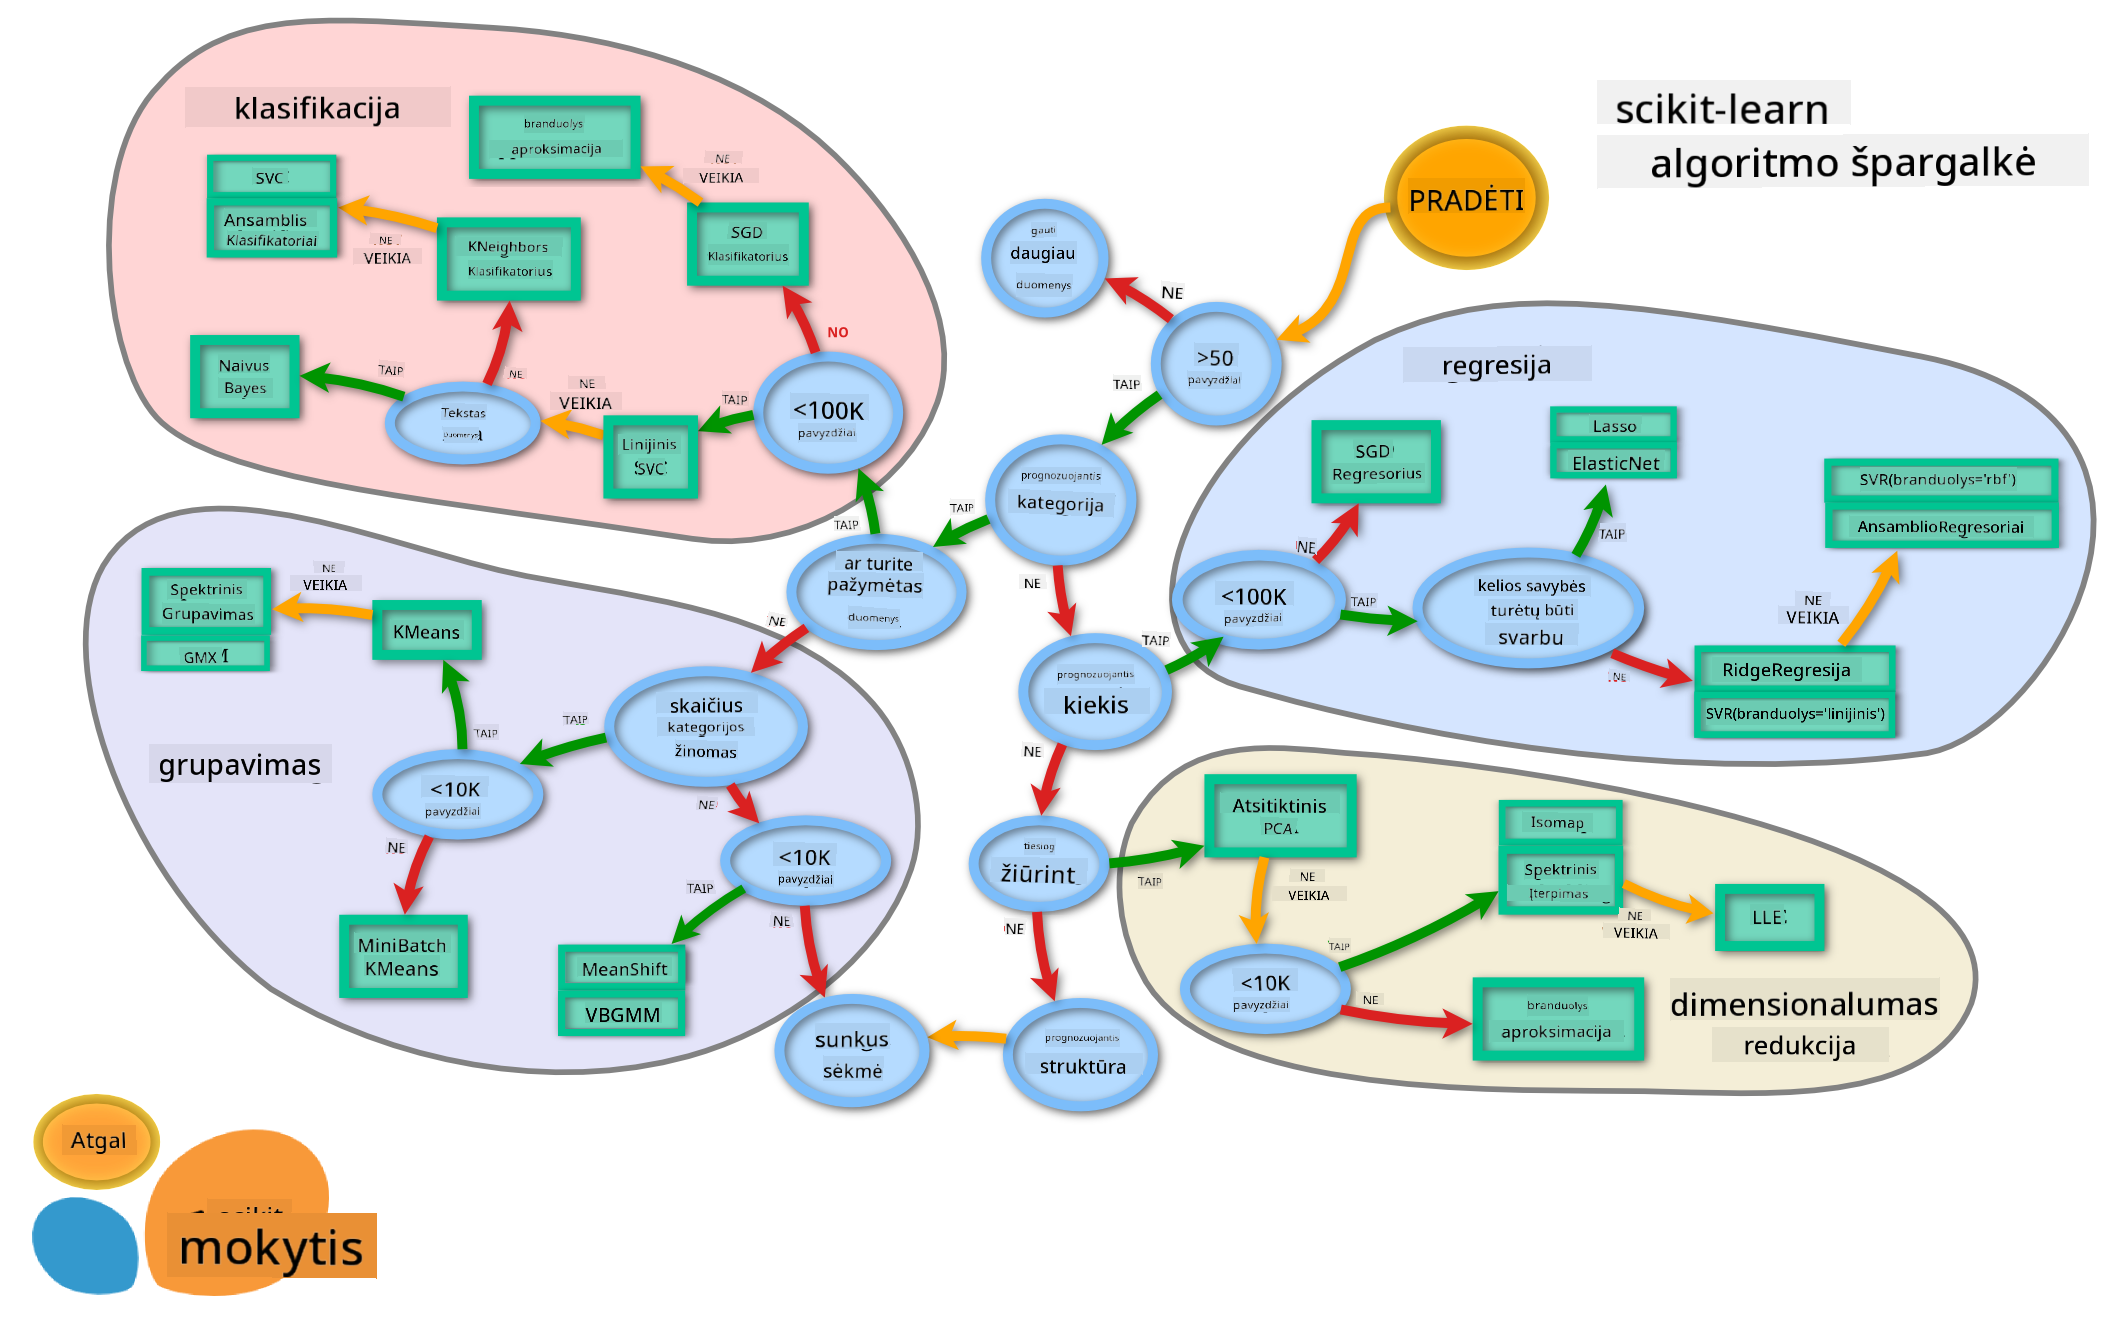 scikit-learn
algoritmo špargalkė
klasifikacija
branduolys
aproksimacija
NE
VEIKIA
SVC
Ansamblis
Klasifikatoriai
NE
VEIKIA
KNeighbors
Klasifikatorius
SGD
Klasifikatorius
NO
Naivus
Bayes
TAIP
NE
Tekstas
NE
VEIKIA
Linijinis
SVC
TAIP
<100K
pavyzdžiai
TAIP
PRADĖTI
gauti
daugiau
duomenys
NE
>50
pavyzdžiai
TAIP
prognozuojantis
kategorija
TAIP
NE
ar turite
pažymėtas
duomenys
NE
prognozuojantis
kiekis
TAIP
NE
tiesiog
žiūrint
TAIP
NE
prognozuojantis
struktūra
sunkus
sėkmė
regresija
SGD
Regresorius
Lasso
ElasticNet
SVR(branduolys='rbf')
AnsamblioRegresoriai
NE
TAIP
<100K
pavyzdžiai
TAIP
kelios savybės
turėtų būti
svarbu
NE
VEIKIA
NE
RidgeRegresija
SVR(branduolys='linijinis')
grupavimas
Spektrinis
Grupavimas
GMX
NE
VEIKIA
KMeans
TAIP
TAIP
skaičius
kategorijos
žinomas
<10K
pavyzdžiai
NE
NE
<10K
pavyzdžiai
MiniBatch
KMeans
TAIP
NE
MeanShift
VBGMM
Atsitiktinis
PCA
NE
VEIKIA
Isomap
Spektrinis
Įterpimas
NE
VEIKIA
LLE
TAIP
<10K
pavyzdžiai
NE
branduolys
aproksimacija
dimensionalumas
redukcija
Atgal
mokytis